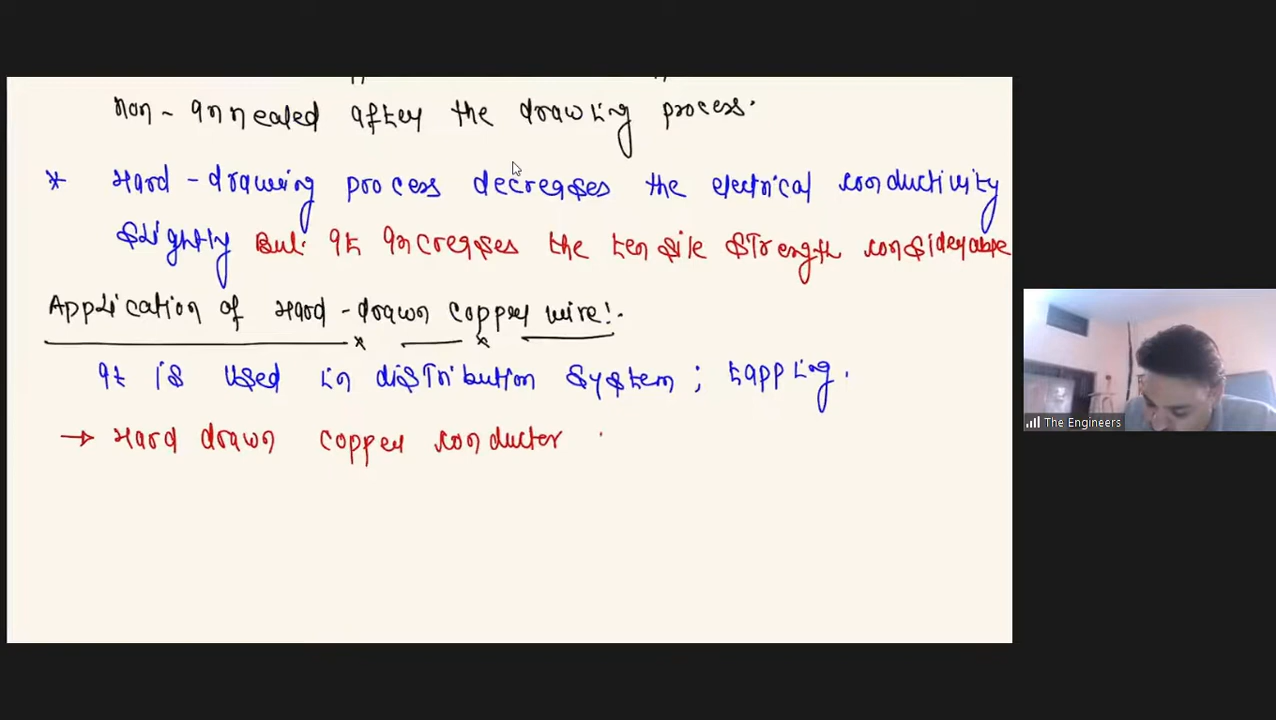 non - annealed after the drawing process.
* Hard - drawing process decreases the electrical conductivity
slightly But it increases the tensile strength considerable
Application of Hard - drawn copper wire:-
It is used in distribution system ; tapping.
→ Hard drawn copper conductor
The Engineers